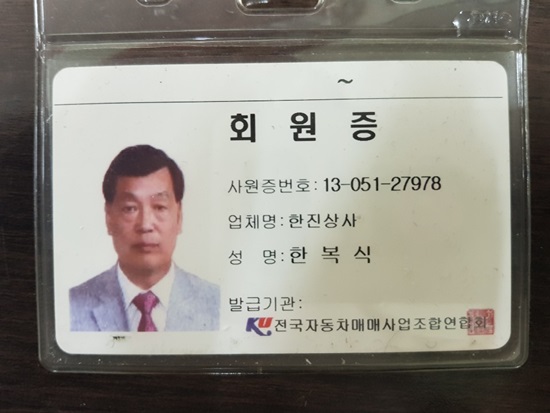 ~
회 원 증
사원증번호: 13-051-27978
업체명: 한진상사
성 명: 한 복 식
발급기관:
KU 전국자동차매매사업조합연합회